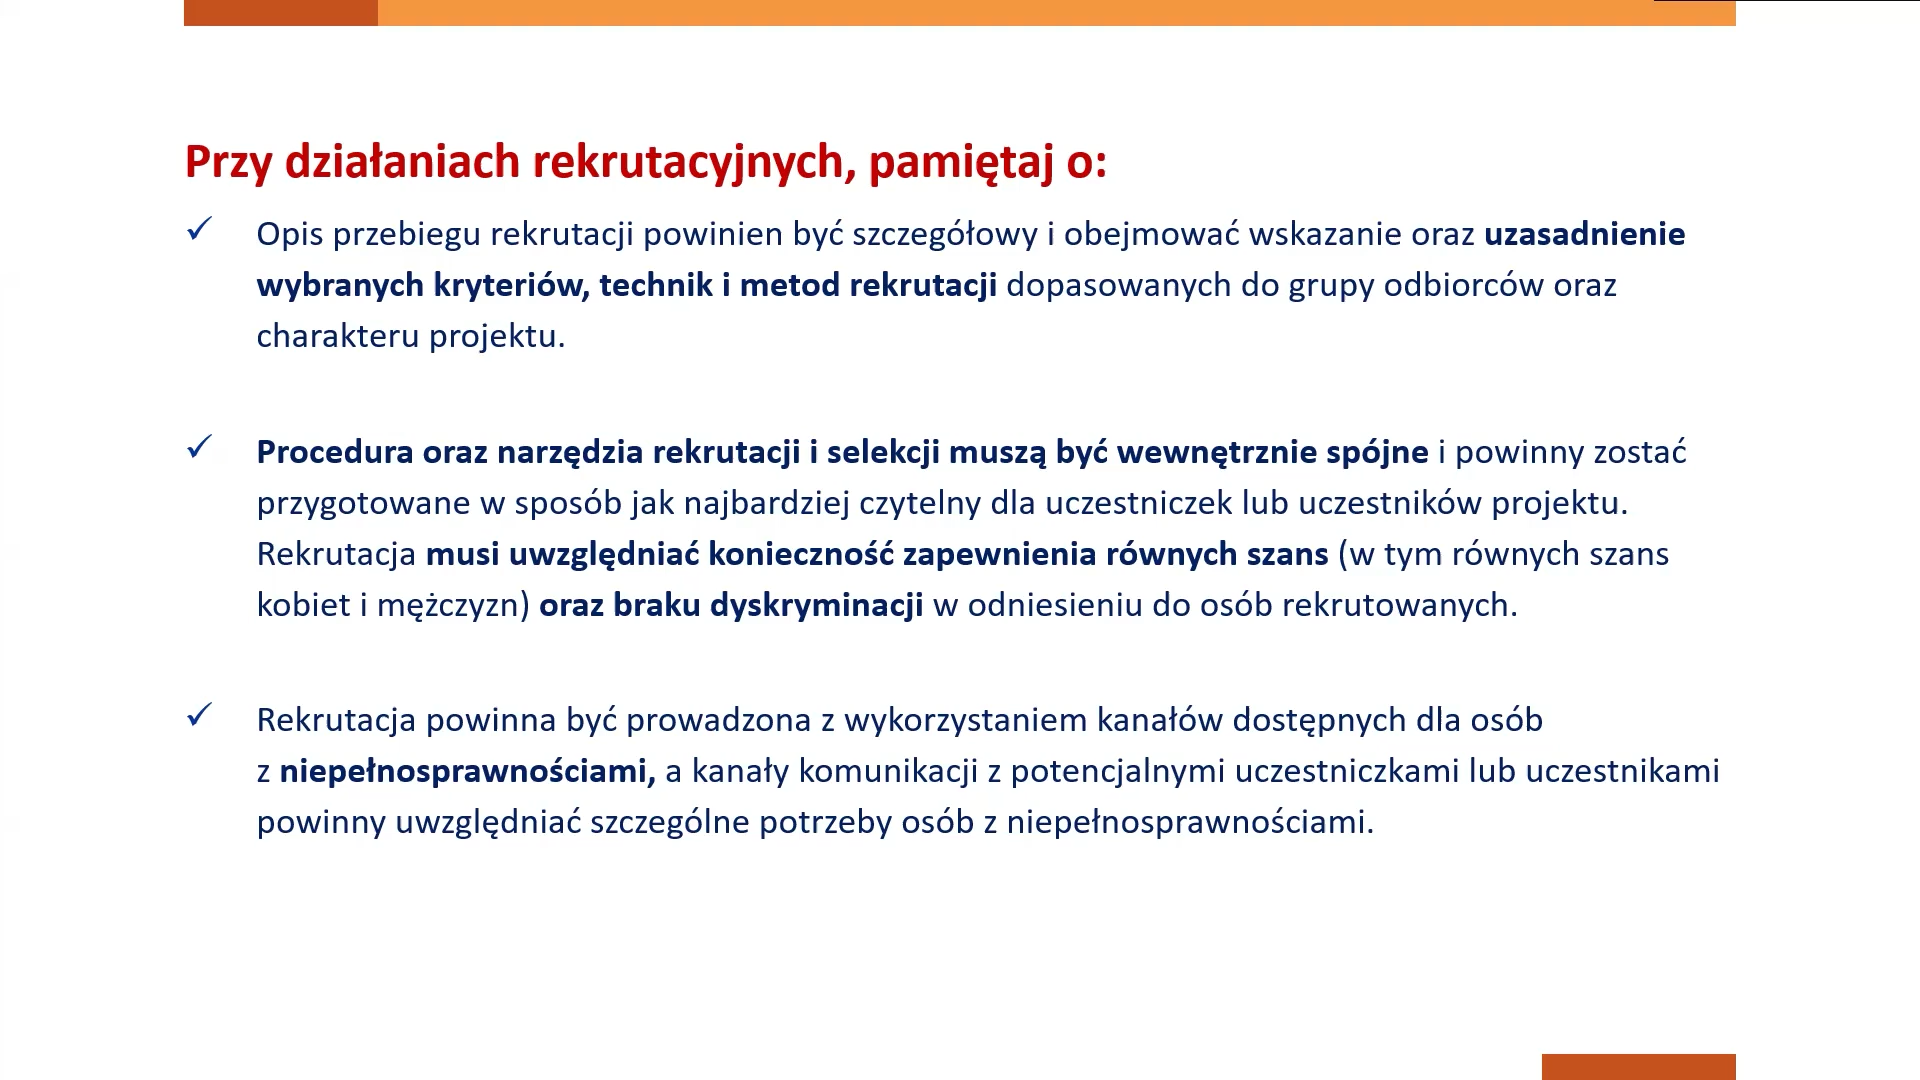 Przy działaniach rekrutacyjnych, pamiętaj o:
✓ Opis przebiegu rekrutacji powinien być szczegółowy i obejmować wskazanie oraz uzasadnienie
wybranych kryteriów, technik i metod rekrutacji dopasowanych do grupy odbiorców oraz
charakteru projektu.
✓ Procedura oraz narzędzia rekrutacji i selekcji muszą być wewnętrznie spójne i powinny zostać
przygotowane w sposób jak najbardziej czytelny dla uczestniczek lub uczestników projektu.
Rekrutacja musi uwzględniać konieczność zapewnienia równych szans (w tym równych szans
kobiet i mężczyzn) oraz braku dyskryminacji w odniesieniu do osób rekrutowanych.
✓ Rekrutacja powinna być prowadzona z wykorzystaniem kanałów dostępnych dla osób
z niepełnosprawnościami, a kanały komunikacji z potencjalnymi uczestniczkami lub uczestnikami
powinny uwzględniać szczególne potrzeby osób z niepełnosprawnościami.